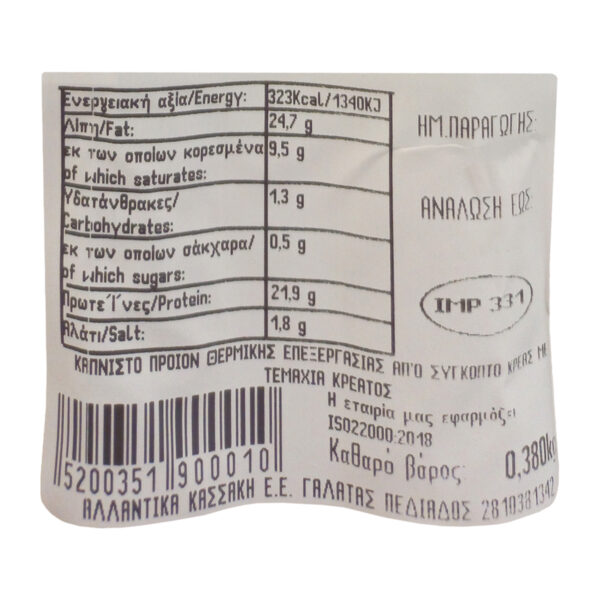 Ενεργειακή αξία/Energy: 323Kcal/1340KJ
Λίπη/Fat: 24,7 g
εκ των οποίων κορεσμένα 9,5 g
of which saturates:
Υδατάνθρακες/ 1,3 g
Carbohydrates:
εκ των οποίων σάκχαρα/ 0,5 g
of which sugars:
Πρωτε΄ί΄νες/Protein: 21,9 g
Αλάτι/Salt: 1,8 g
ΗΜ.ΠΑΡΑΓΩΓΗΣ:
ΑΝΑΛΩΣΗ ΕΩΣ:
IMP 331
ΚΑΠΝΙΣΤΟ ΠΡΟΙΟΝ ΘΕΡΜΙΚΗΣ ΕΠΕΞΕΡΓΑΣΙΑΣ ΑΠΌ ΣΥΓΚΟΠΤΟ ΚΡΕΑΣ ΜΕ
ΤΕΜΑΧΙΑ ΚΡΕΑΤΟΣ
Η εταιρία μας εφαρμόζει
ISO22000:2018
Καθαρό βάρος: 0,380kg
5200351 900010
ΑΛΛΑΝΤΙΚΑ ΚΑΣΣΑΚΗ Ε.Ε. ΓΑΛΑΤΑΣ ΠΕΔΙΑΔΟΣ 2810381342